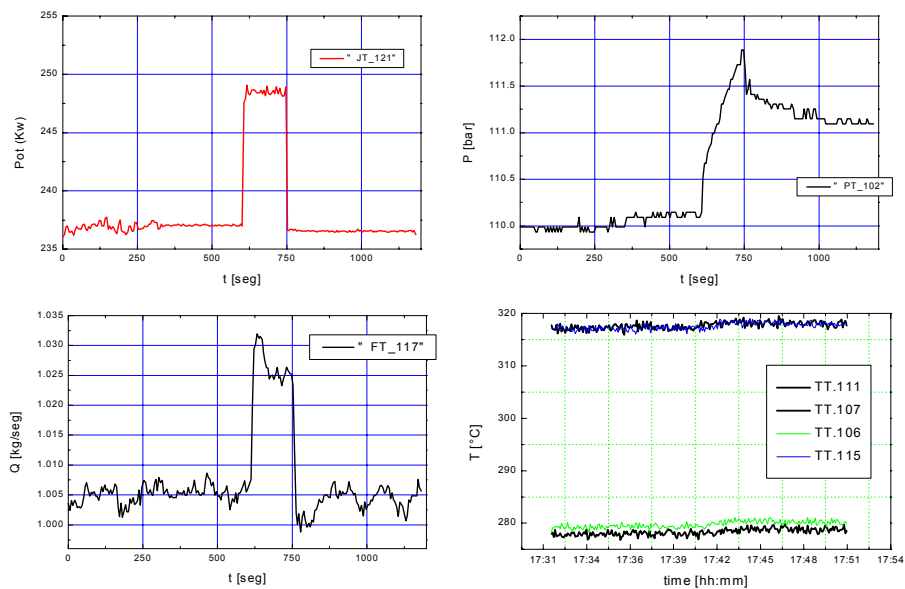 255
250
245
240
235
Pot (Kw)
" JT_121"
0
250
500
750
1000
t [seg]
112.0
111.5
111.0
110.5
110.0
P [bar]
" PT_102"
0
250
500
750
1000
t [seg]
1.035
1.030
1.025
1.020
1.015
1.010
1.005
1.000
Q [kg/seg]
" FT_117"
0
250
500
750
1000
t [seg]
320
310
300
290
280
T [°C]
TT.111
TT.107
TT.106
TT.115
17:31 17:34 17:36 17:39 17:42 17:45 17:48 17:51 17:54
time [hh:mm]